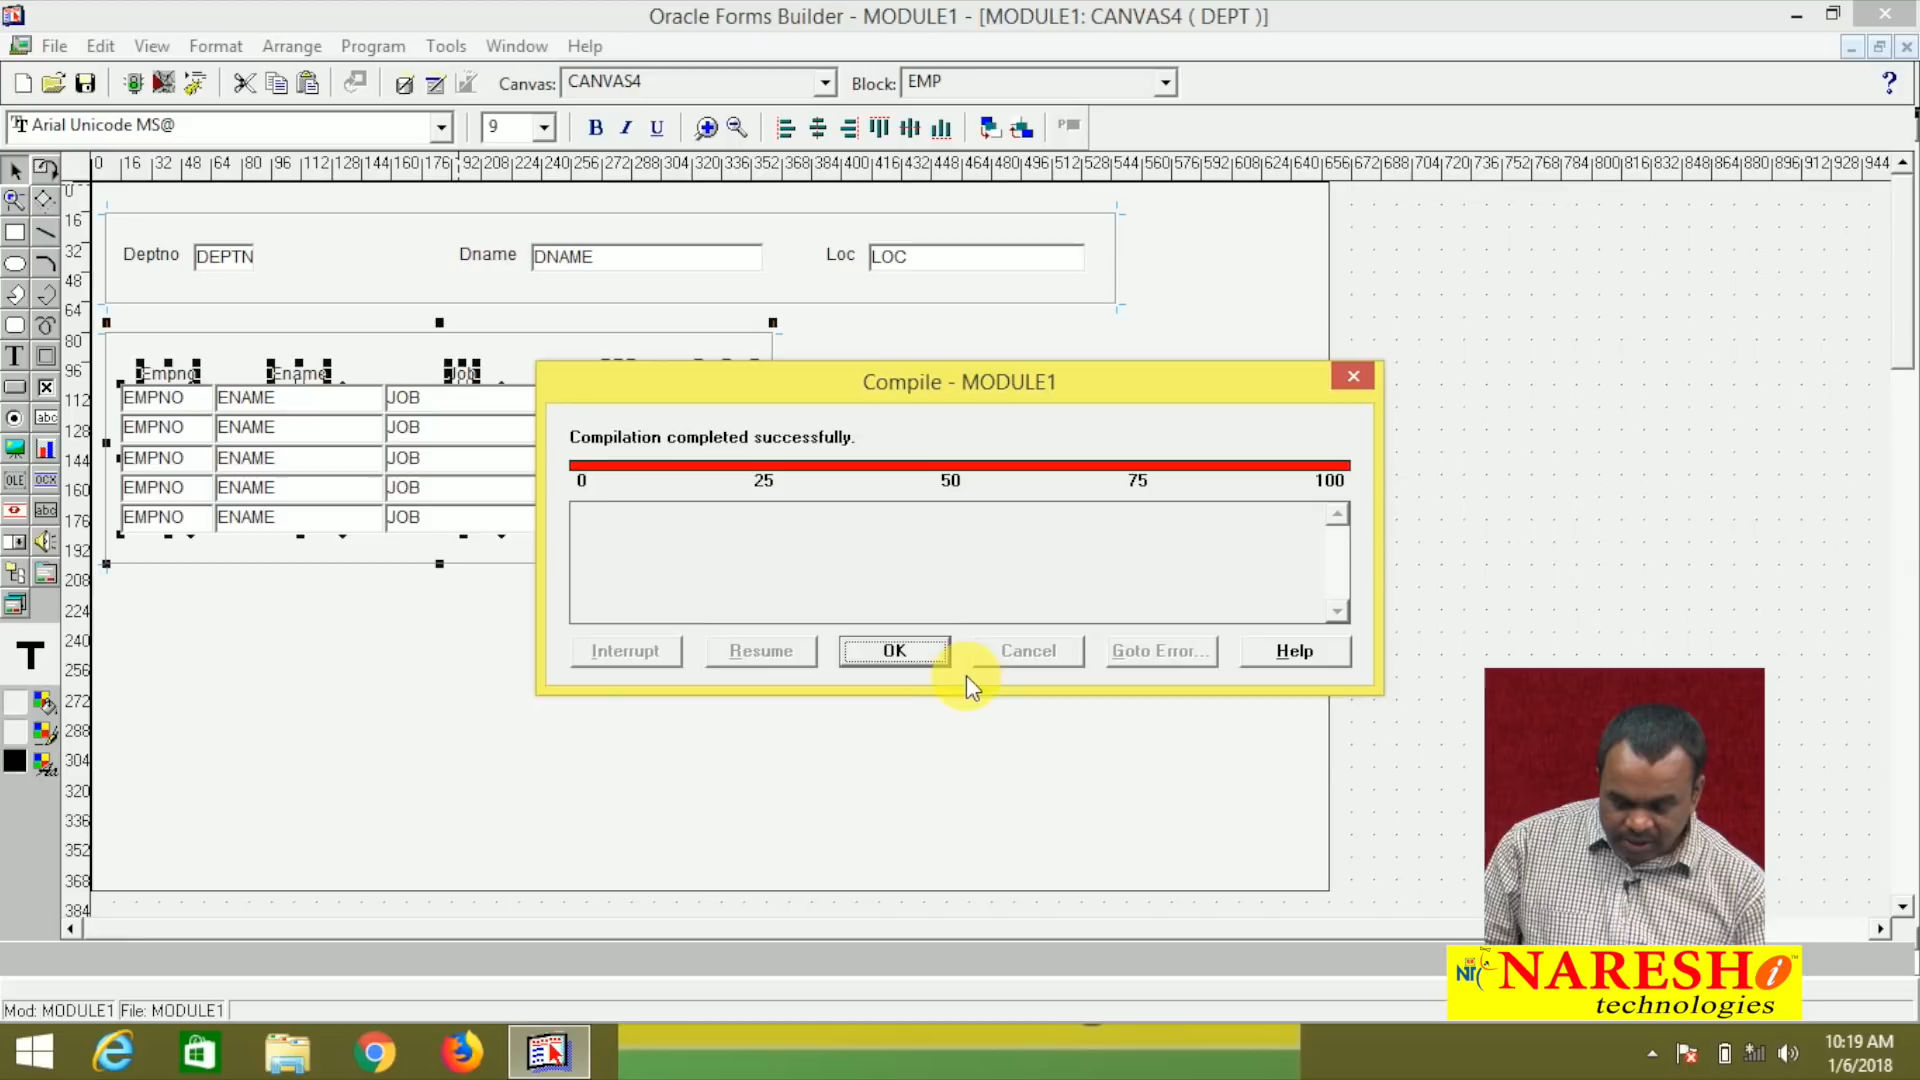 Oracle Forms Builder - MODULE1 - [MODULE1: CANVAS4 ( DEPT )]
File Edit View Format Arrange Program Tools Window Help
Canvas: CANVAS4 Block: EMP
Arial Unicode MS@ 9 B I U
Deptno DEPTN Dname DNAME Loc LOC
Empno Ename Job
EMPNO ENAME JOB
EMPNO ENAME JOB
EMPNO ENAME JOB
EMPNO ENAME JOB
EMPNO ENAME JOB
Compile - MODULE1
Compilation completed successfully.
0 25 50 75 100
Interrupt Resume OK Cancel Goto Error... Help
Mod: MODULE1 File: MODULE1
NARESH i
technologies
10:19 AM
1/6/2018